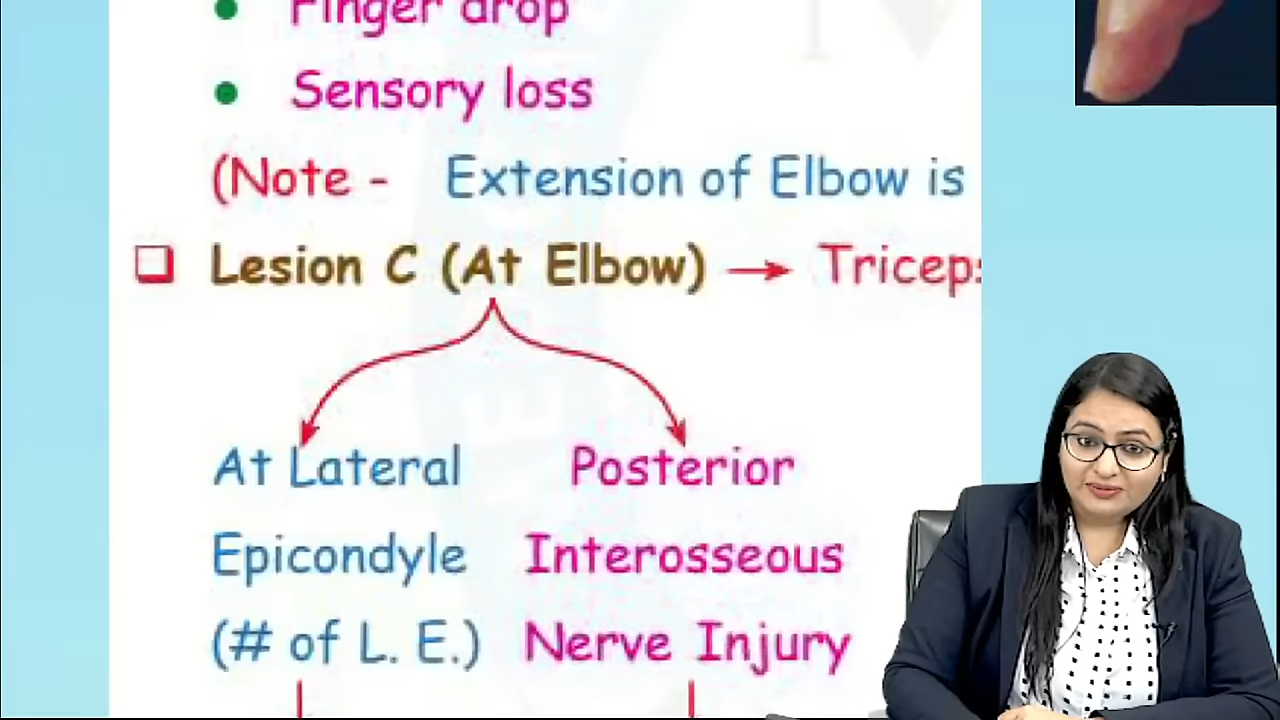 Finger drop
Sensory loss
(Note - Extension of Elbow is
Lesion C (At Elbow) → Triceps
At Lateral
Epicondyle
(# of L. E.)
Posterior
Interosseous
Nerve Injury